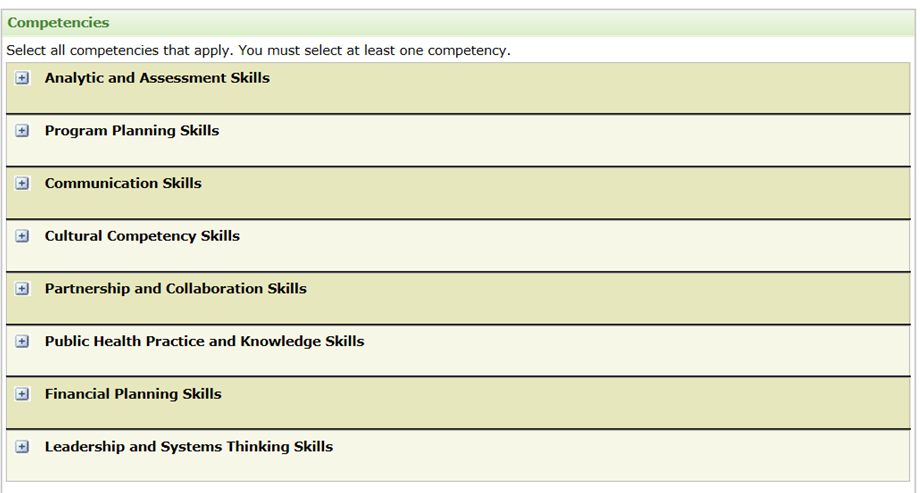 Competencies
Select all competencies that apply. You must select at least one competency.
Analytic and Assessment Skills
Program Planning Skills
Communication Skills
Cultural Competency Skills
Partnership and Collaboration Skills
Public Health Practice and Knowledge Skills
Financial Planning Skills
Leadership and Systems Thinking Skills